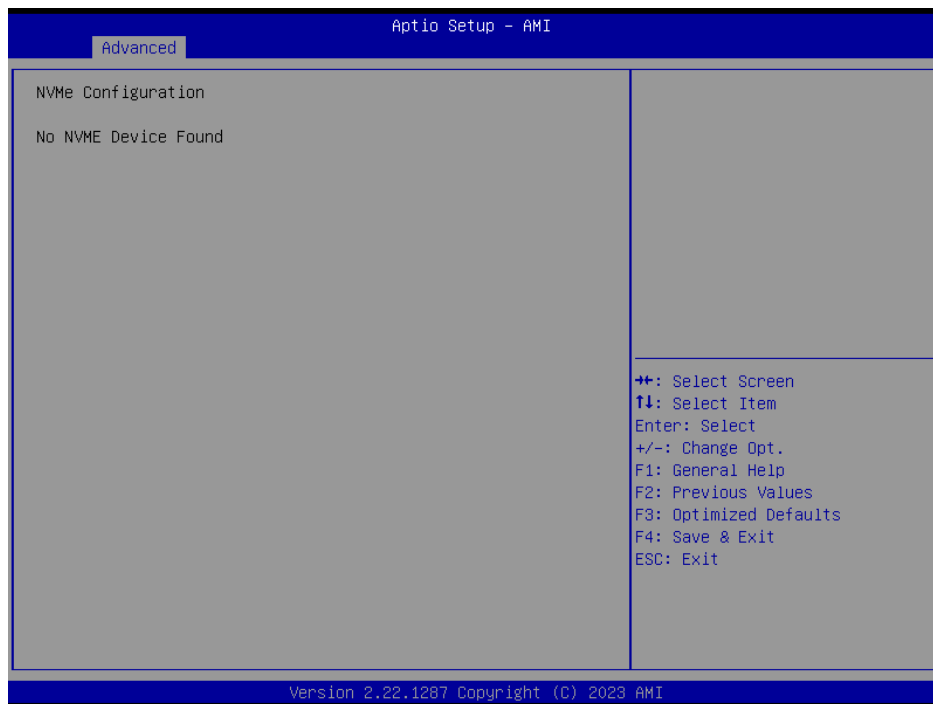 Aptio Setup - AMI
Advanced
NVMe Configuration
No NVME Device Found
→←: Select Screen
↑↓: Select Item
Enter: Select
+/-: Change Opt.
F1: General Help
F2: Previous Values
F3: Optimized Defaults
F4: Save & Exit
ESC: Exit
Version 2.22.1287 Copyright (C) 2023 AMI